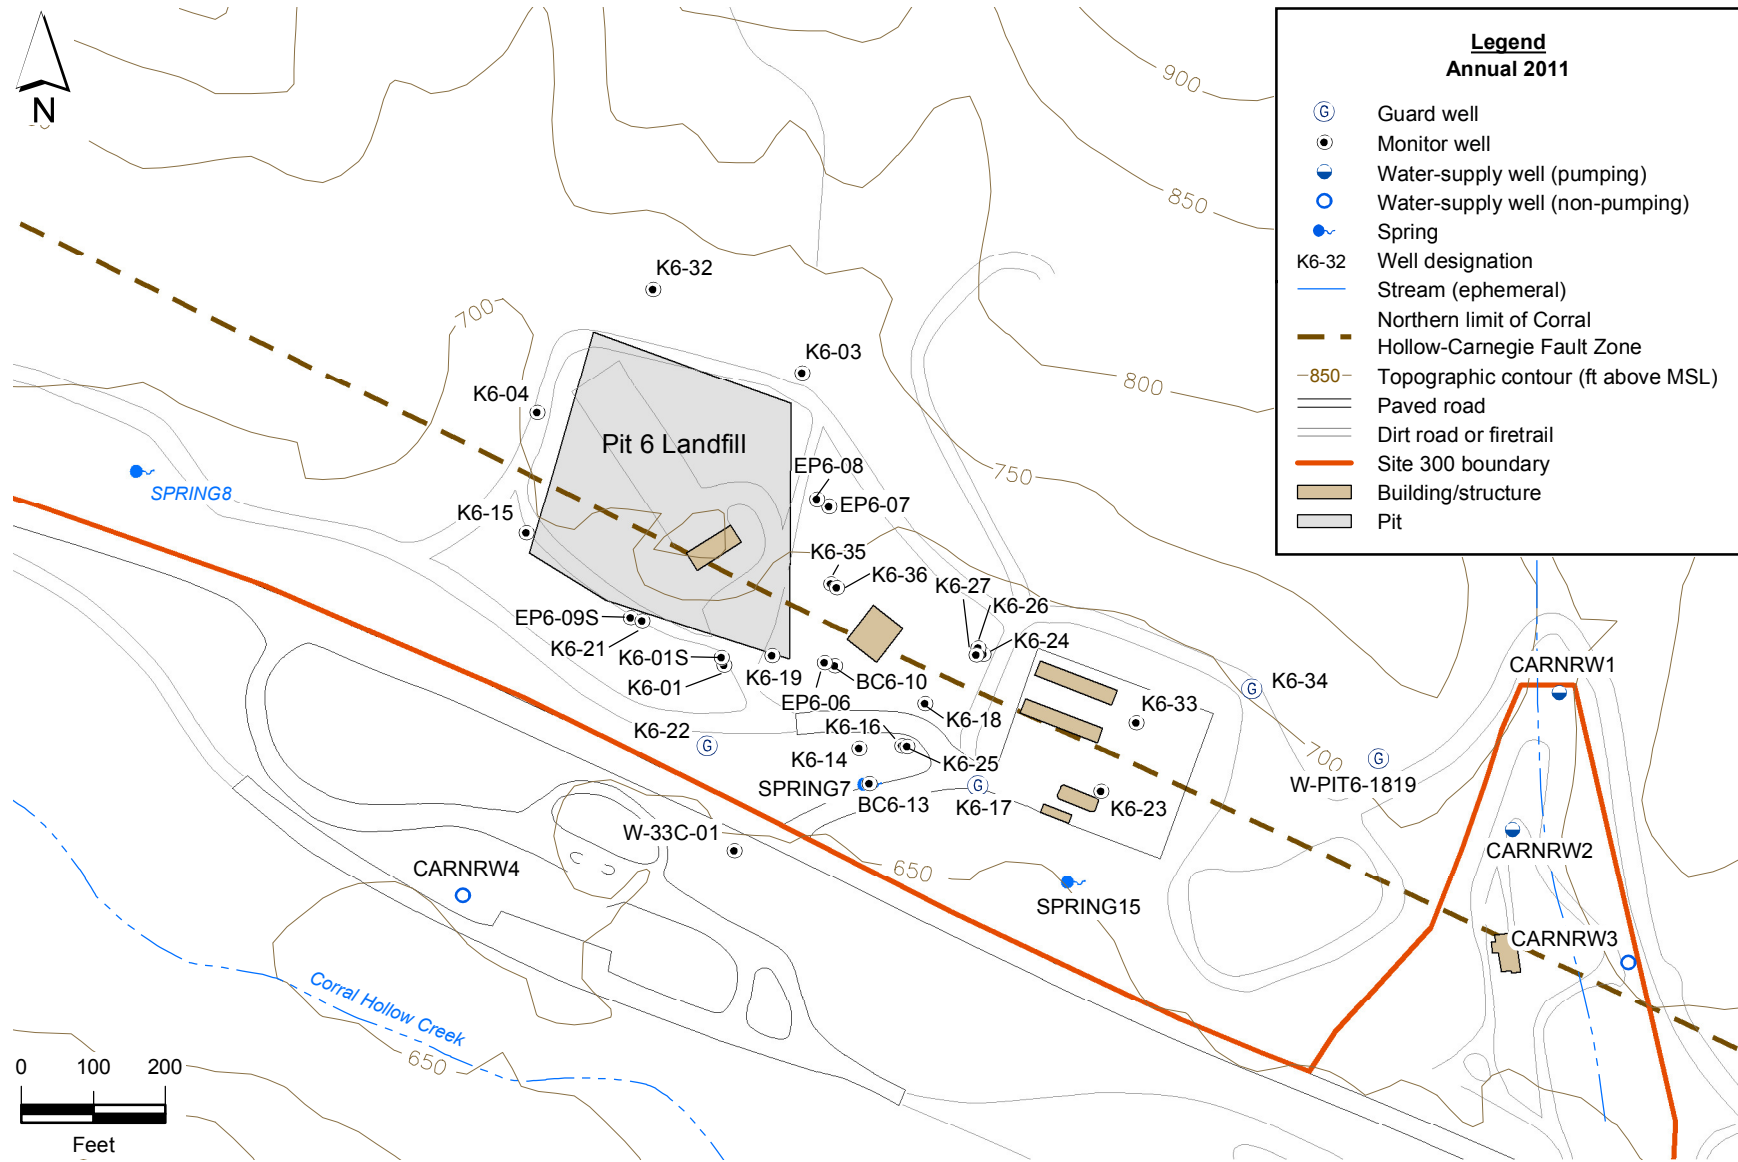 N
Legend
Annual 2011
G Guard well
Monitor well
Water-supply well (pumping)
Water-supply well (non-pumping)
Spring
K6-32 Well designation
Stream (ephemeral)
Northern limit of Corral
Hollow-Carnegie Fault Zone
850 Topographic contour (ft above MSL)
Paved road
Dirt road or firetrail
Site 300 boundary
Building/structure
Pit
900
850
800
750
700
700
650
650
K6-32
K6-03
K6-04
Pit 6 Landfill
EP6-08
EP6-07
SPRING8
K6-15
K6-35
K6-36
K6-27
K6-26
K6-24
EP6-09S
K6-21
K6-01S
K6-01
K6-19
EP6-06
BC6-10
K6-18
K6-33
G K6-34
CARNRW1
K6-22 G
K6-16
K6-14
K6-25
SPRING7
BC6-13
G
K6-17
K6-23
G
W-PIT6-1819
W-33C-01
CARNRW4
CARNRW2
SPRING15
CARNRW3
Corral Hollow Creek
0 100 200
Feet